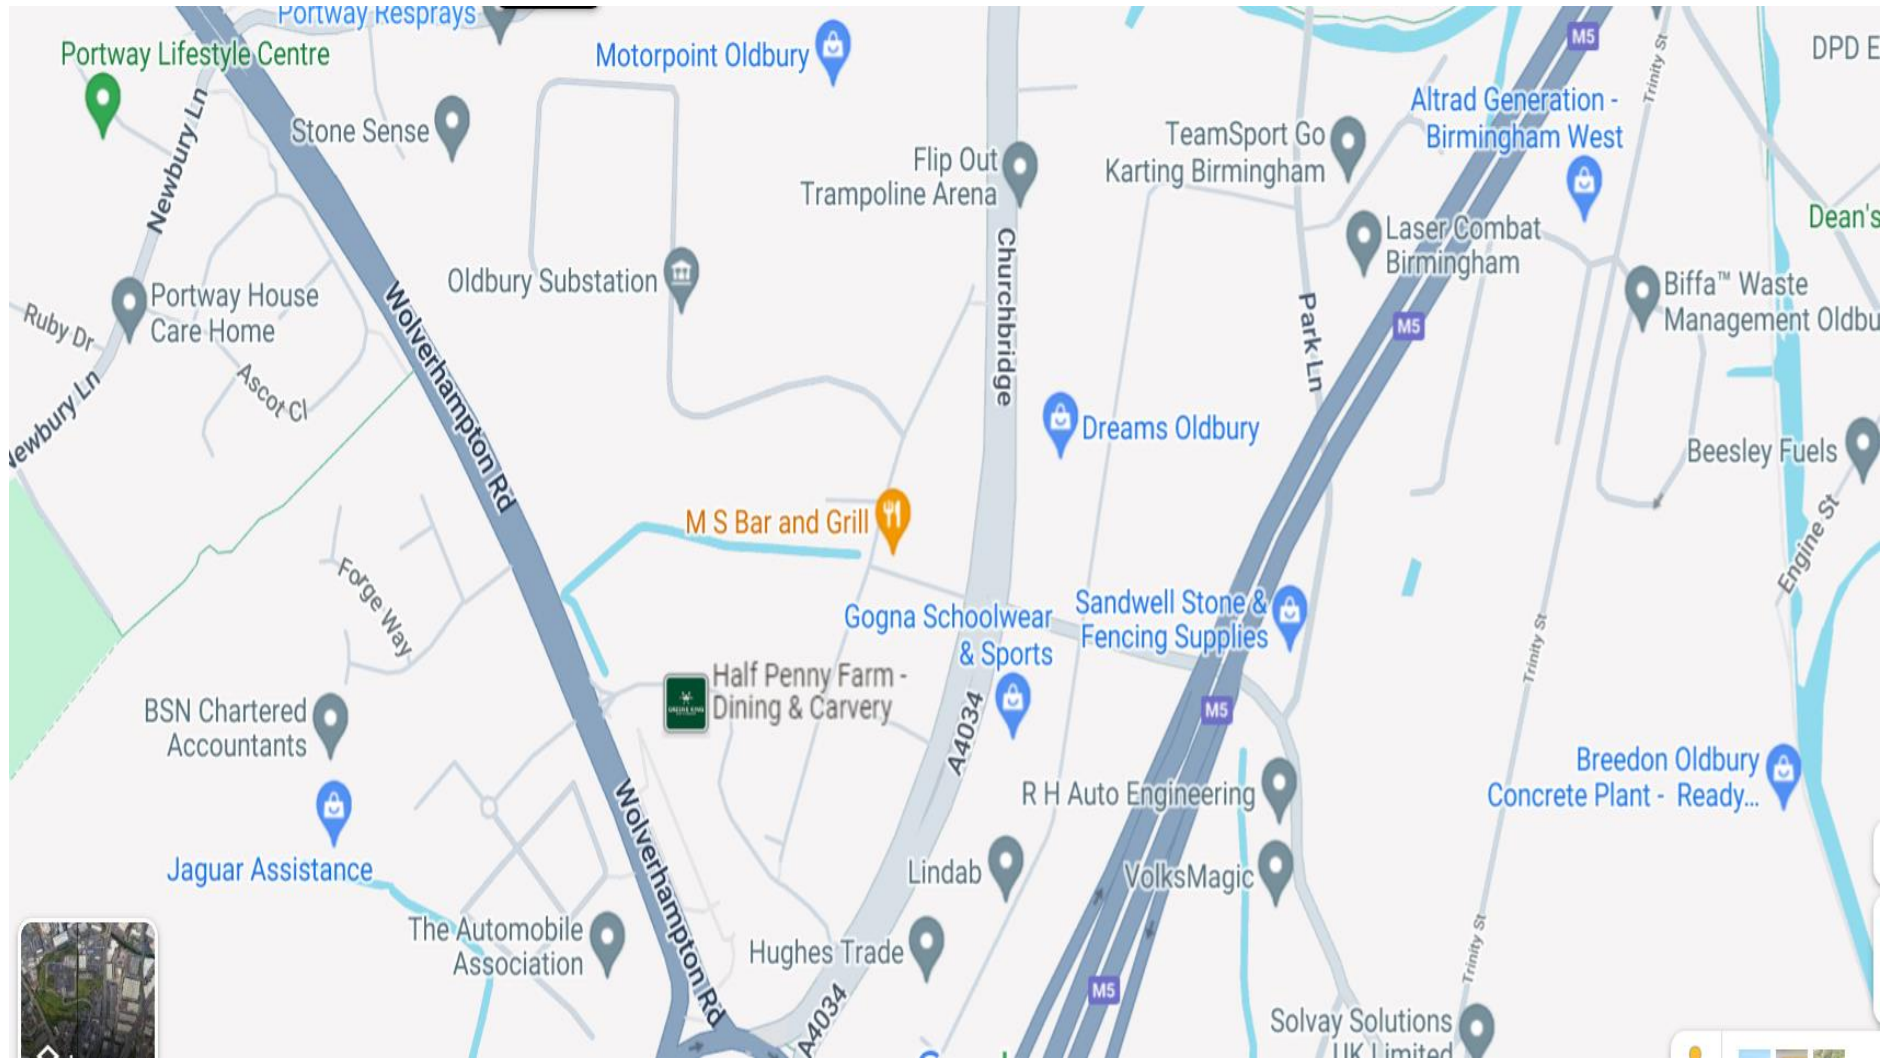 Portway Resprays
Portway Lifestyle Centre
Motorpoint Oldbury
M5
Trinity St
DPD E
Newbury Ln
Stone Sense
Altrad Generation -
Birmingham West
TeamSport Go
Karting Birmingham
Flip Out
Trampoline Arena
Dean's
Laser Combat
Birmingham
Churchbridge
Oldbury Substation
Portway House
Care Home
Ruby Dr
Wolverhampton Rd
Park Ln
M5
Biffa™ Waste
Management Oldbu
Ascot Cl
Newbury Ln
Dreams Oldbury
Beesley Fuels
M S Bar and Grill
Engine St
Forge Way
Gogna Schoolwear
& Sports
Sandwell Stone &
Fencing Supplies
Trinity St
Half Penny Farm -
Dining & Carvery
GREENE KING
BSN Chartered
Accountants
A4034
M5
Breedon Oldbury
Concrete Plant - Ready...
R H Auto Engineering
Wolverhampton Rd
Jaguar Assistance
Lindab
VolksMagic
The Automobile
Association
Hughes Trade
Trinity St
M5
A4034
Solvay Solutions
UK Limited